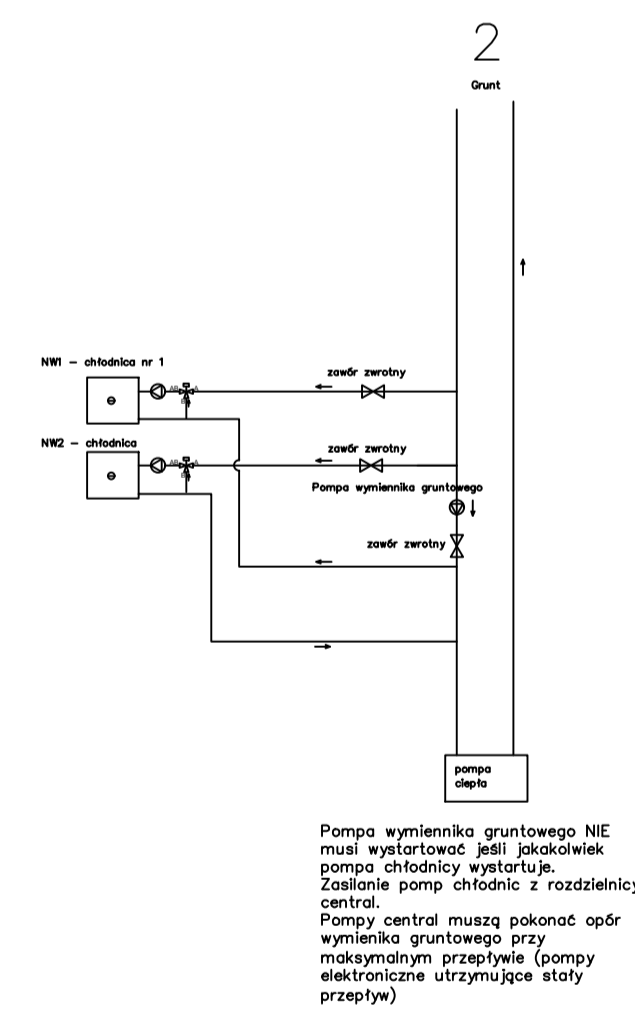 2
Grunt
NW1 – chłodnica nr 1
zawór zwrotny
AB A
B
NW2 – chłodnica
zawór zwrotny
AB A
B
Pompa wymiennika gruntowego
zawór zwrotny
pompa
ciepła
Pompa wymiennika gruntowego NIE
musi wystartować jeśli jakakolwiek
pompa chłodnicy wystartuje.
Zasilanie pomp chłodnic z rozdzielnicy
central.
Pompy central muszą pokonać opór
wymienika gruntowego przy
maksymalnym przepływie (pompy
elektroniczne utrzymujące stały
przepływ)